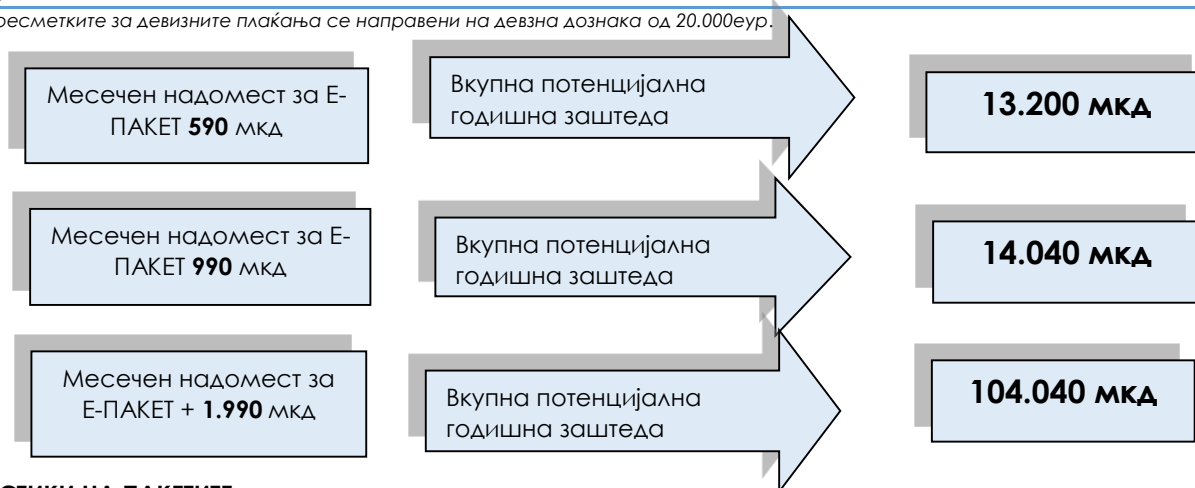 ресметките за девизните плаќања се направени на девзна дознака од 20.000еур.
Месечен надомест за Е-
ПАКЕТ 590 мкд
Вкупна потенцијална
годишна заштеда
13.200 мкд
Месечен надомест за Е-
ПАКЕТ 990 мкд
Вкупна потенцијална
годишна заштеда
14.040 мкд
Месечен надомест за
Е-ПАКЕТ + 1.990 мкд
Вкупна потенцијална
годишна заштеда
104.040 мкд